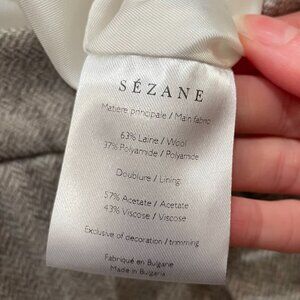 SÉZANE
Matière principale / Main fabric
63% Laine / Wool
37% Polyamide / Polyamide
Doublure / Lining
57% Acetate / Acetate
43% Viscose / Viscose
Exclusive of decoration / trimming
Fabriqué en Bulgarie
Made in Bulgaria